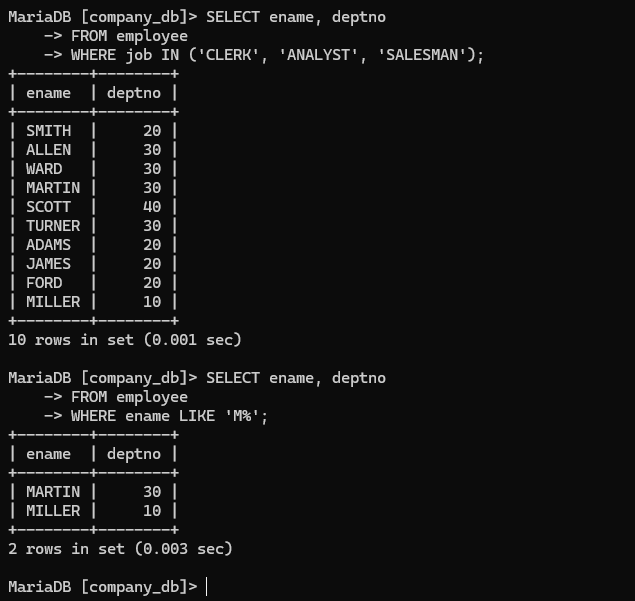 MariaDB [company_db]> SELECT ename, deptno
    -> FROM employee
    -> WHERE job IN ('CLERK', 'ANALYST', 'SALESMAN');
+--------+--------+
| ename  | deptno |
+--------+--------+
| SMITH  |     20 |
| ALLEN  |     30 |
| WARD   |     30 |
| MARTIN |     30 |
| SCOTT  |     40 |
| TURNER |     30 |
| ADAMS  |     20 |
| JAMES  |     20 |
| FORD   |     20 |
| MILLER |     10 |
+--------+--------+
10 rows in set (0.001 sec)

MariaDB [company_db]> SELECT ename, deptno
    -> FROM employee
    -> WHERE ename LIKE 'M%';
+--------+--------+
| ename  | deptno |
+--------+--------+
| MARTIN |     30 |
| MILLER |     10 |
+--------+--------+
2 rows in set (0.003 sec)

MariaDB [company_db]>